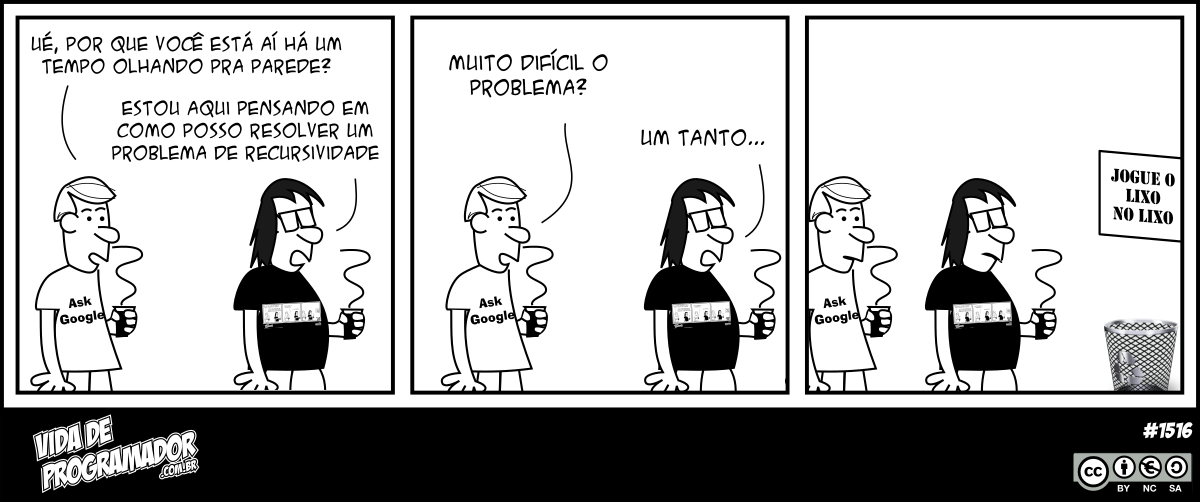 UÉ, POR QUE VOCÊ ESTÁ AÍ HÁ UM
TEMPO OLHANDO PRA PAREDE?
ESTOU AQUI PENSANDO EM
COMO POSSO RESOLVER UM
PROBLEMA DE RECURSIVIDADE
Ask
Google
MUITO DIFÍCIL O
PROBLEMA?
UM TANTO...
Ask
Google
JOGUE O
LIXO
NO LIXO
Ask
Google
VIDA DE
PROGRAMADOR
.COM.BR
#1516
cc
BY NC SA